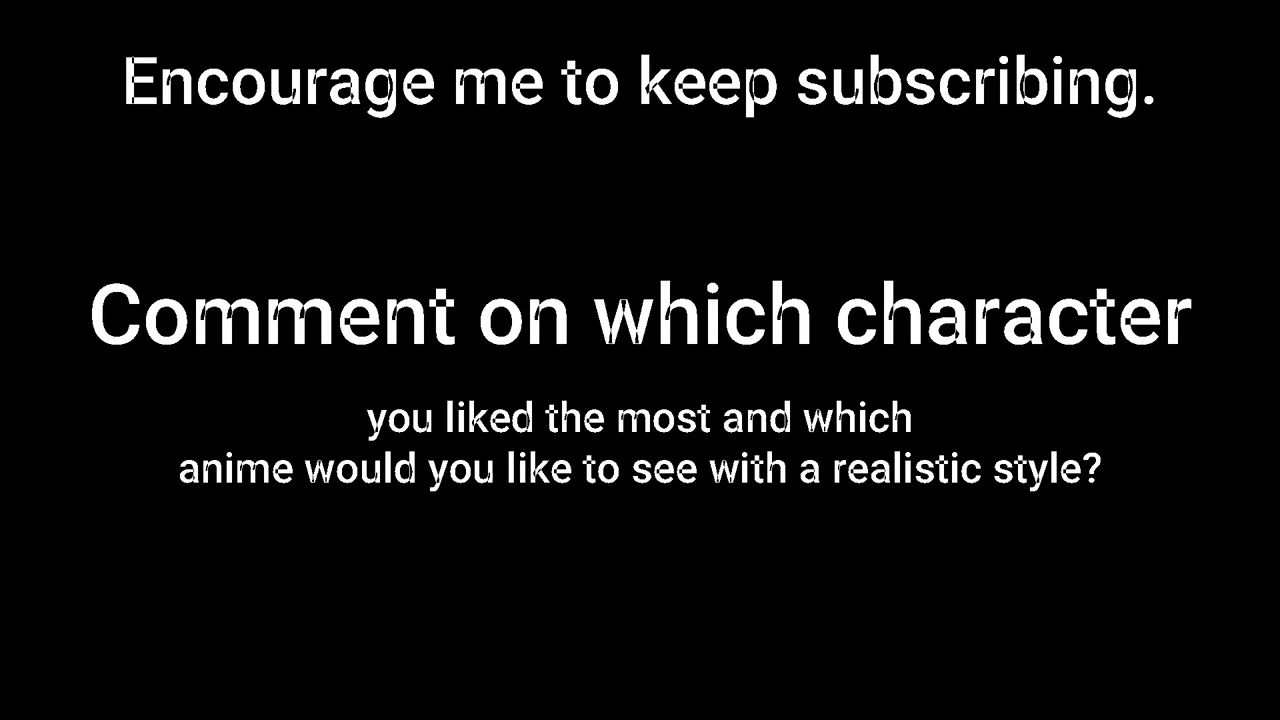 Encourage me to keep subscribing.
Comment on which character
you liked the most and which
anime would you like to see with a realistic style?